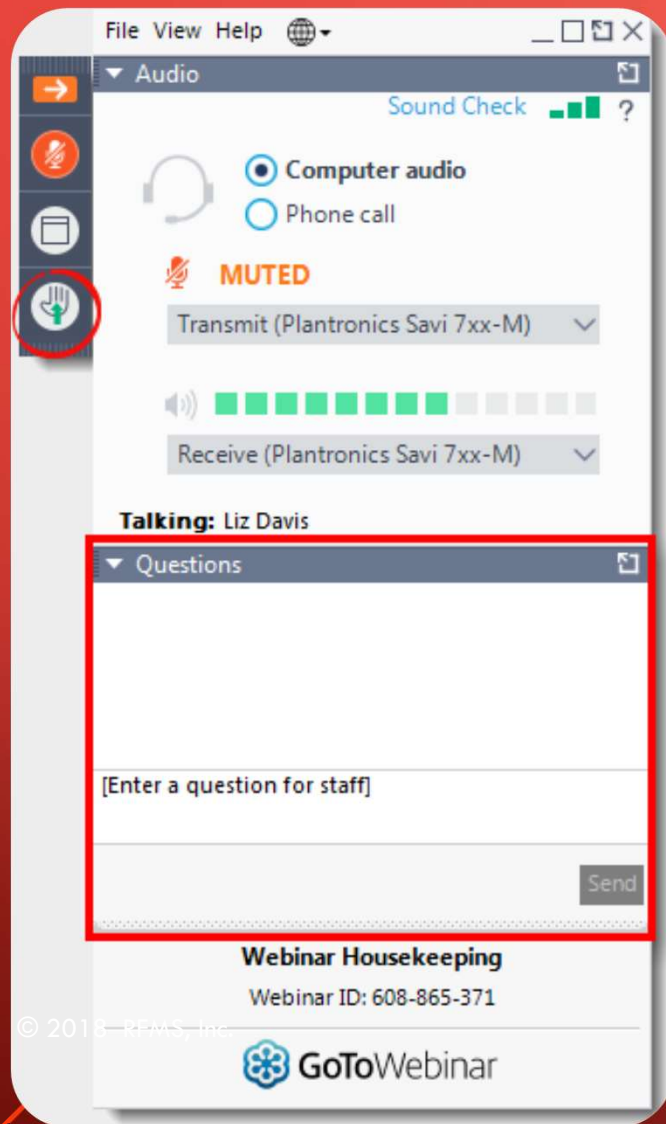 File View Help
Audio
Sound Check ?
Computer audio
Phone call
MUTED
Transmit (Plantronics Savi 7xx-M)
Receive (Plantronics Savi 7xx-M)
Talking: Liz Davis
Questions
[Enter a question for staff]
Send
Webinar Housekeeping
Webinar ID: 608-865-371
© 2018 RFMS, Inc.
GoToWebinar